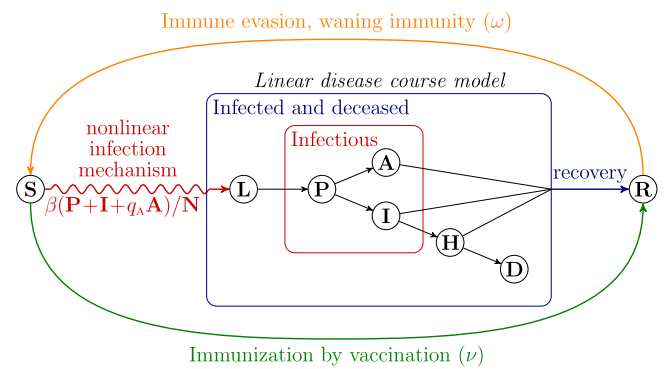 Immune evasion, waning immunity (ω)
Linear disease course model
Infected and deceased
nonlinear
infection
mechanism
Infectious
A
recovery
S
L
P
R
β(P+I+q_A A)/N
I
H
D
Immunization by vaccination (ν)